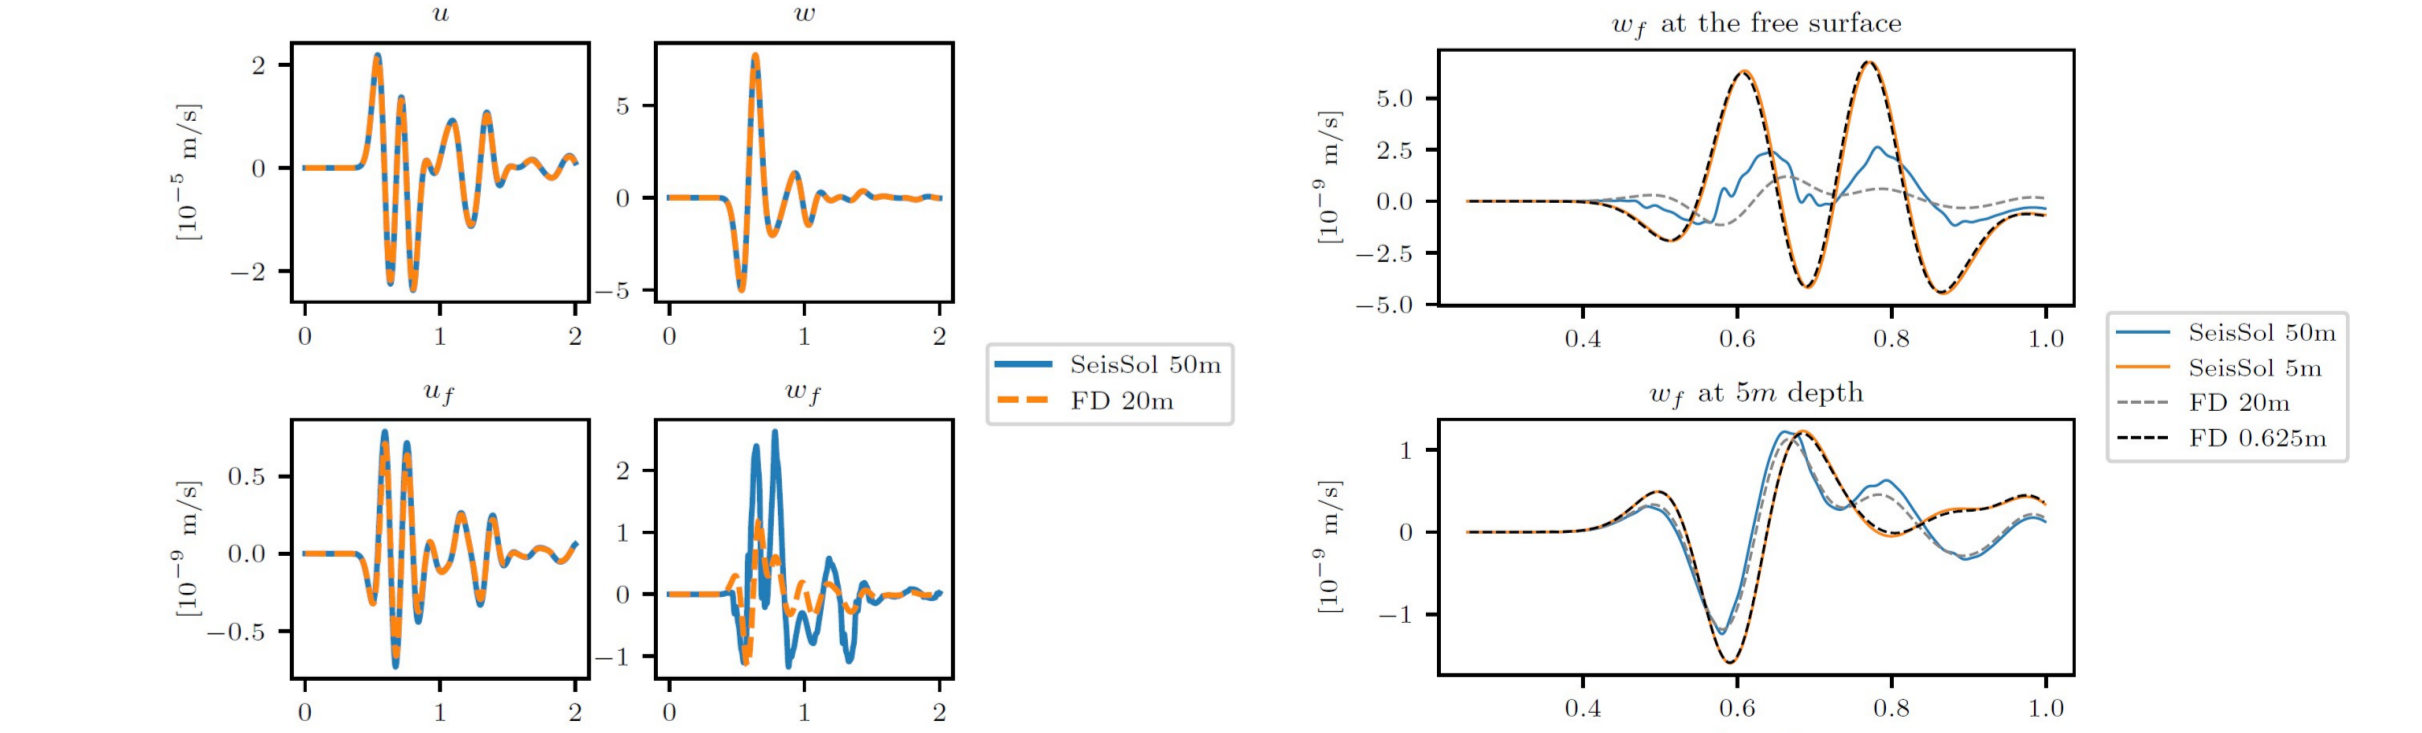 u
w
[10⁻⁵ m/s]
2
0
−2
0 1 2
5
0
−5
0 1 2
u_f
w_f
[10⁻⁹ m/s]
0.5
0.0
−0.5
0 1 2
2
1
0
−1
0 1 2
SeisSol 50m
FD 20m
w_f at the free surface
[10⁻⁹ m/s]
5.0
2.5
0.0
−2.5
−5.0
0.4 0.6 0.8 1.0
w_f at 5m depth
[10⁻⁹ m/s]
1
0
−1
0.4 0.6 0.8 1.0
SeisSol 50m
SeisSol 5m
FD 20m
FD 0.625m